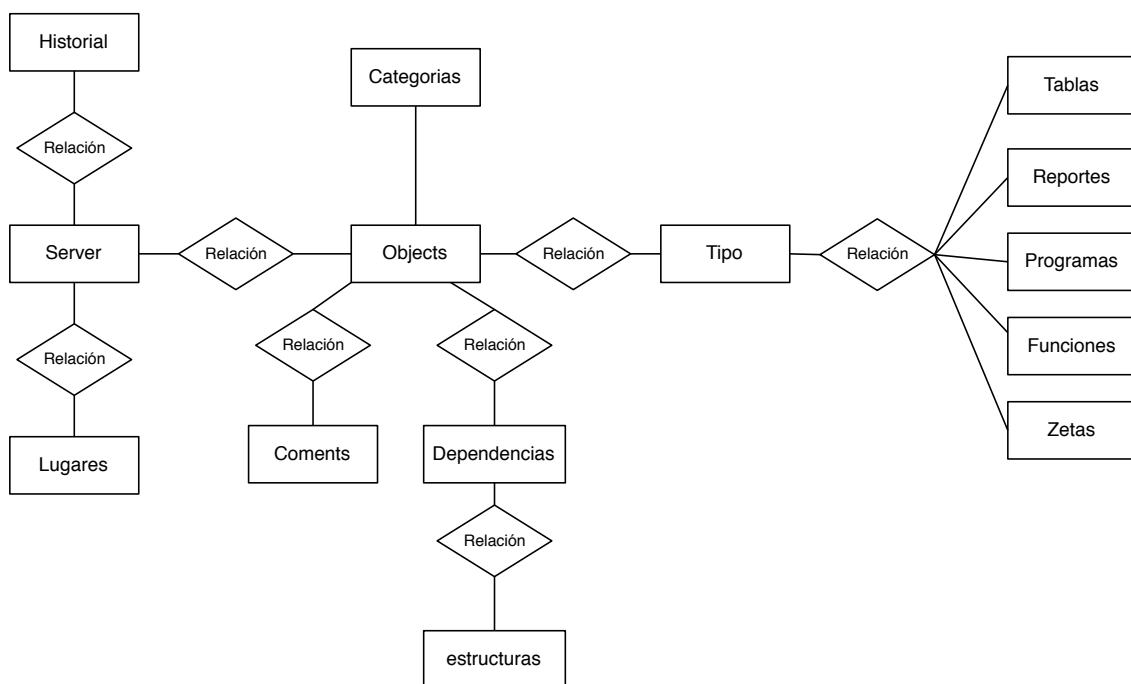 Historial
Categorias
Tablas
Relación
Reportes
Server
Relación
Objects
Relación
Tipo
Relación
Programas
Relación
Relación
Relación
Funciones
Lugares
Coments
Dependencias
Zetas
Relación
estructuras